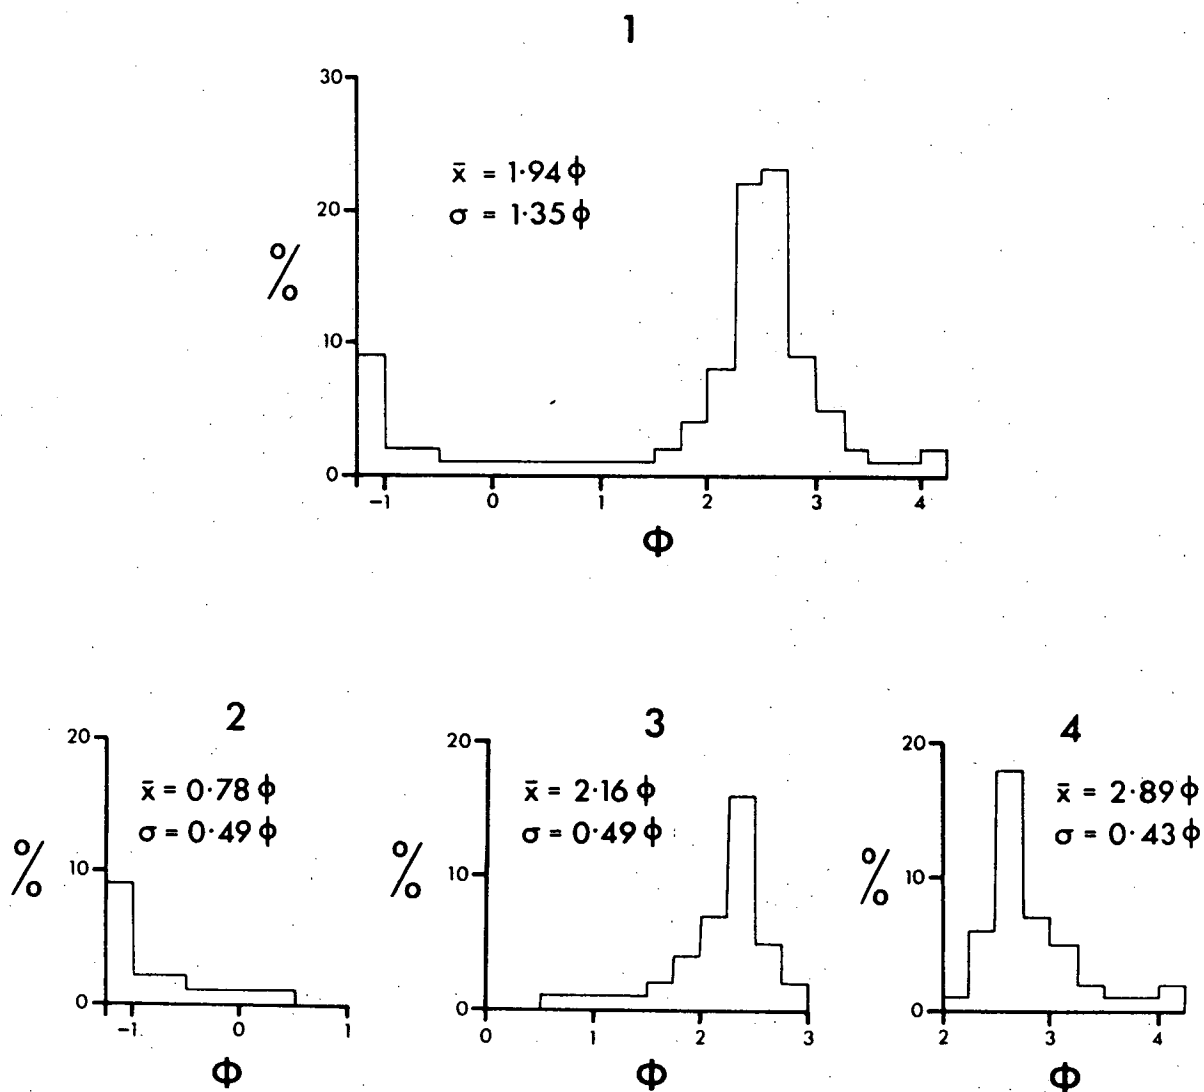 1
30
x̄ = 1·94 ϕ
σ = 1·35 ϕ
20
%
10
0
-1 0 1 2 3 4
Φ
2
20
x̄ = 0·78 ϕ
σ = 0·49 ϕ
%
10
0
-1 0 1
Φ
3
20
x̄ = 2·16 ϕ
σ = 0·49 ϕ
%
10
0
0 1 2 3
Φ
4
20
x̄ = 2·89 ϕ
σ = 0·43 ϕ
%
10
0
2 3 4
Φ